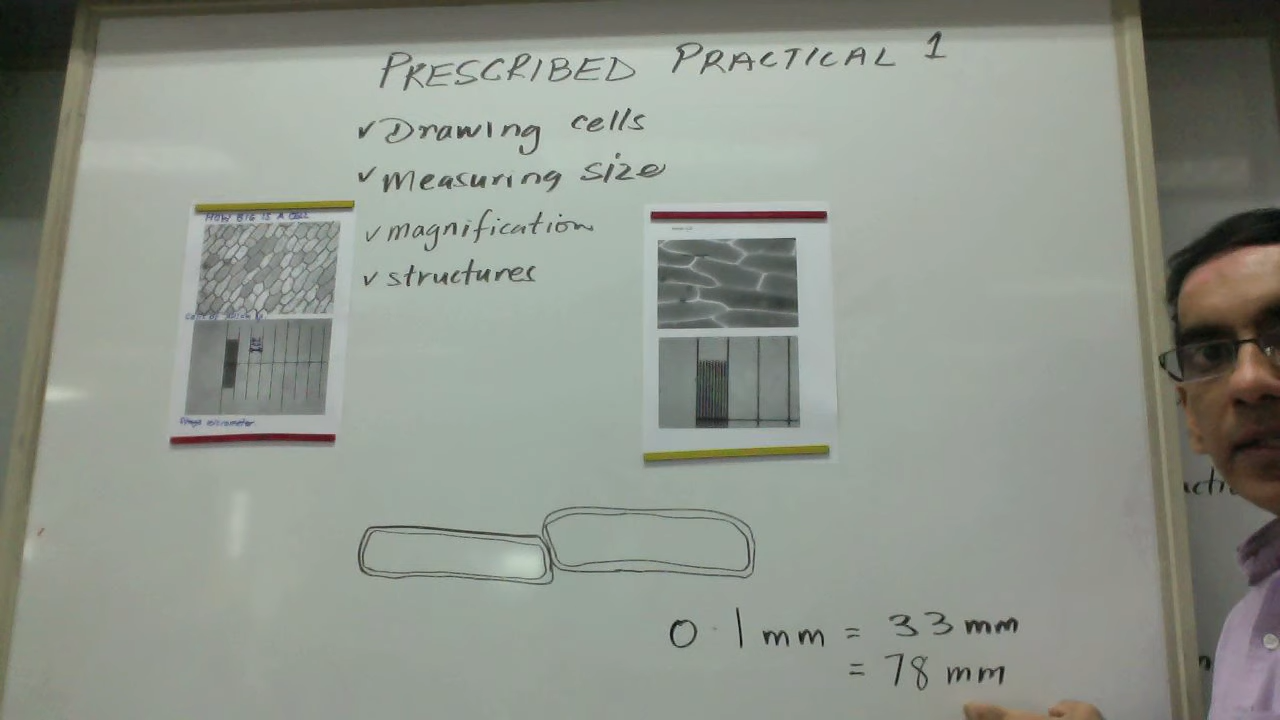 PRESCRIBED PRACTICAL 1
✓ Drawing cells
✓ measuring size
✓ magnification
✓ structures
HOW BIG IS A CELL
0.1 mm = 33 mm
= 78 mm